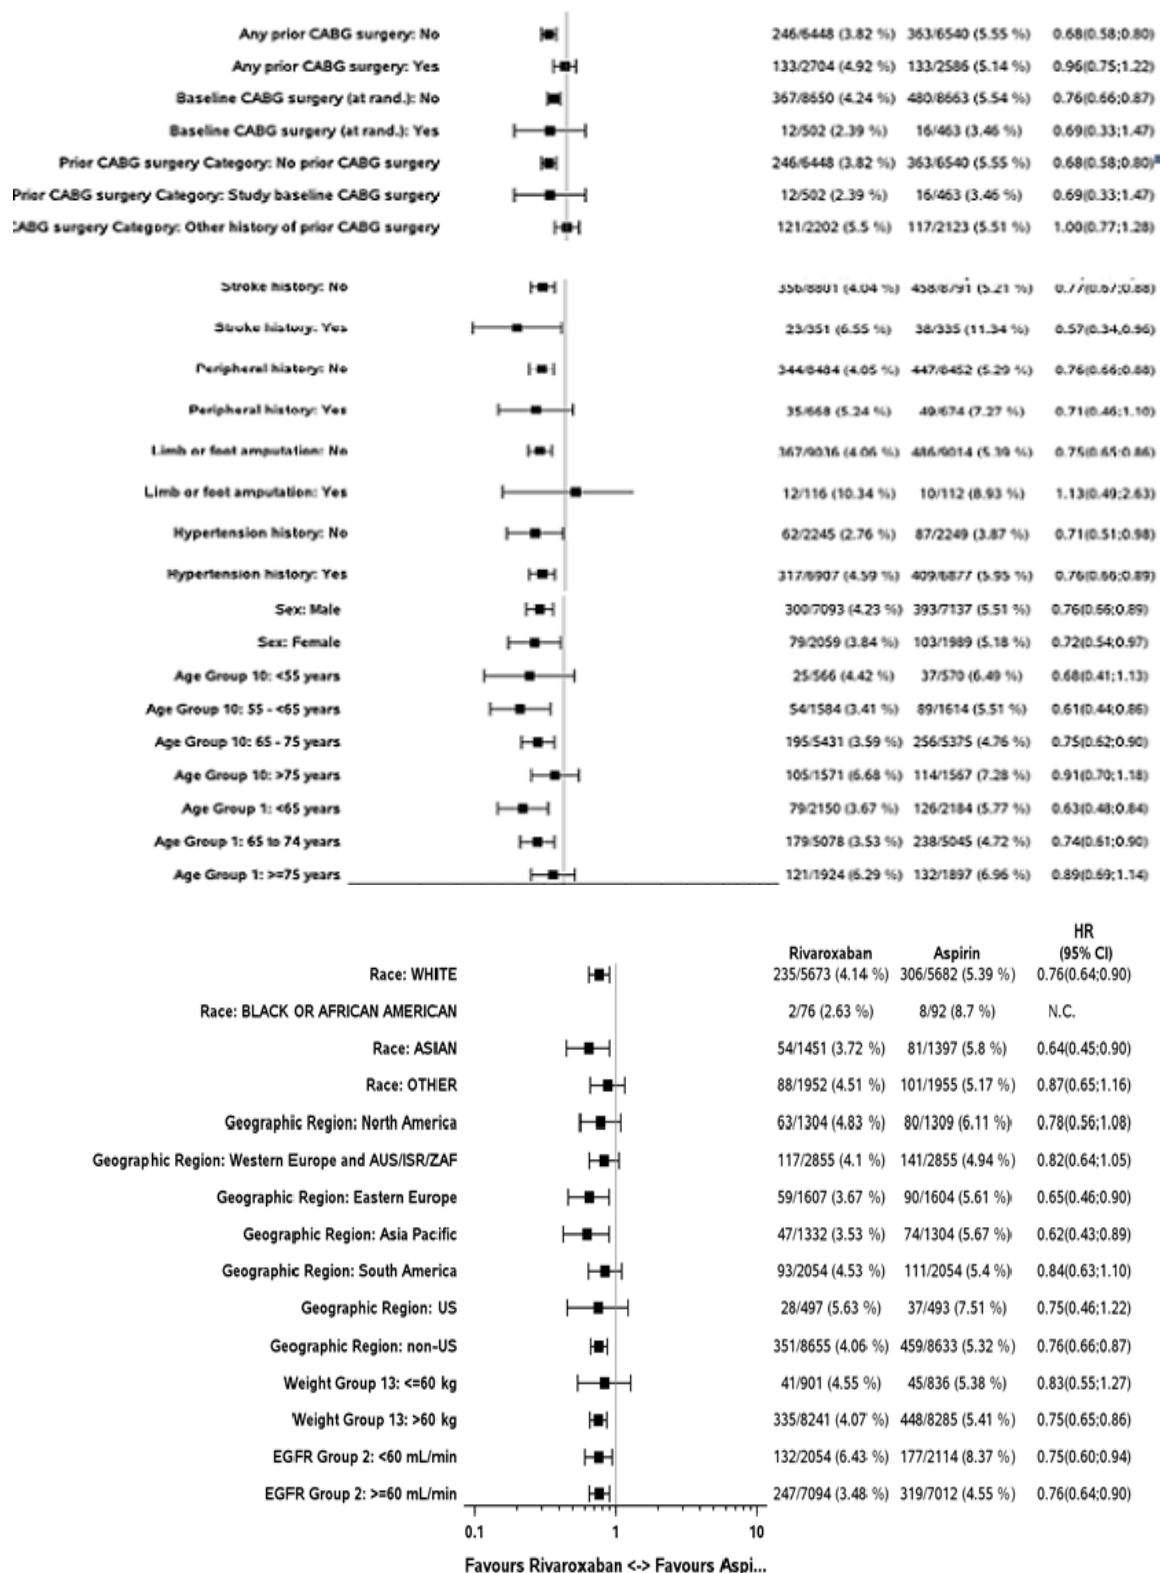 Any prior CABG surgery: No 246/6448 (3.82 %) 363/6540 (5.55 %) 0.68(0.58;0.80)
Any prior CABG surgery: Yes 133/2704 (4.92 %) 133/2586 (5.14 %) 0.96(0.75;1.22)
Baseline CABG surgery (at rand.): No 367/8650 (4.24 %) 480/8663 (5.54 %) 0.76(0.66;0.87)
Baseline CABG surgery (at rand.): Yes 12/502 (2.39 %) 16/463 (3.46 %) 0.69(0.33;1.47)
Prior CABG surgery Category: No prior CABG surgery 246/6448 (3.82 %) 363/6540 (5.55 %) 0.68(0.58;0.80)
Prior CABG surgery Category: Study baseline CABG surgery 12/502 (2.39 %) 16/463 (3.46 %) 0.69(0.33;1.47)
CABG surgery Category: Other history of prior CABG surgery 121/2202 (5.5 %) 117/2123 (5.51 %) 1.00(0.77;1.28)
Stroke history: No 356/8801 (4.04 %) 458/8791 (5.21 %) 0.77(0.67;0.88)
Stroke history: Yes 23/351 (6.55 %) 38/335 (11.34 %) 0.57(0.34;0.96)
Peripheral history: No 344/8484 (4.05 %) 447/8452 (5.29 %) 0.76(0.66;0.88)
Peripheral history: Yes 35/668 (5.24 %) 49/674 (7.27 %) 0.71(0.46;1.10)
Limb or foot amputation: No 367/9036 (4.06 %) 486/9014 (5.39 %) 0.75(0.65;0.86)
Limb or foot amputation: Yes 12/116 (10.34 %) 10/112 (8.93 %) 1.13(0.49;2.63)
Hypertension history: No 62/2245 (2.76 %) 87/2249 (3.87 %) 0.71(0.51;0.98)
Hypertension history: Yes 317/6907 (4.59 %) 409/6877 (5.95 %) 0.76(0.66;0.89)
Sex: Male 300/7093 (4.23 %) 393/7137 (5.51 %) 0.76(0.66;0.89)
Sex: Female 79/2059 (3.84 %) 103/1989 (5.18 %) 0.72(0.54;0.97)
Age Group 10: <55 years 25/566 (4.42 %) 37/570 (6.49 %) 0.68(0.41;1.13)
Age Group 10: 55 - <65 years 54/1584 (3.41 %) 89/1614 (5.51 %) 0.61(0.44;0.86)
Age Group 10: 65 - 75 years 195/5431 (3.59 %) 256/5375 (4.76 %) 0.75(0.62;0.90)
Age Group 10: >75 years 105/1571 (6.68 %) 114/1567 (7.28 %) 0.91(0.70;1.18)
Age Group 1: <65 years 79/2150 (3.67 %) 126/2184 (5.77 %) 0.63(0.48;0.84)
Age Group 1: 65 to 74 years 179/5078 (3.53 %) 238/5045 (4.72 %) 0.74(0.61;0.90)
Age Group 1: >=75 years 121/1924 (6.29 %) 132/1897 (6.96 %) 0.89(0.69;1.14)
HR
Rivaroxaban Aspirin (95% CI)
Race: WHITE 235/5673 (4.14 %) 306/5682 (5.39 %) 0.76(0.64;0.90)
Race: BLACK OR AFRICAN AMERICAN 2/76 (2.63 %) 8/92 (8.7 %) N.C.
Race: ASIAN 54/1451 (3.72 %) 81/1397 (5.8 %) 0.64(0.45;0.90)
Race: OTHER 88/1952 (4.51 %) 101/1955 (5.17 %) 0.87(0.65;1.16)
Geographic Region: North America 63/1304 (4.83 %) 80/1309 (6.11 %) 0.78(0.56;1.08)
Geographic Region: Western Europe and AUS/ISR/ZAF 117/2855 (4.1 %) 141/2855 (4.94 %) 0.82(0.64;1.05)
Geographic Region: Eastern Europe 59/1607 (3.67 %) 90/1604 (5.61 %) 0.65(0.46;0.90)
Geographic Region: Asia Pacific 47/1332 (3.53 %) 74/1304 (5.67 %) 0.62(0.43;0.89)
Geographic Region: South America 93/2054 (4.53 %) 111/2054 (5.4 %) 0.84(0.63;1.10)
Geographic Region: US 28/497 (5.63 %) 37/493 (7.51 %) 0.75(0.46;1.22)
Geographic Region: non-US 351/8655 (4.06 %) 459/8633 (5.32 %) 0.76(0.66;0.87)
Weight Group 13: <=60 kg 41/901 (4.55 %) 45/836 (5.38 %) 0.83(0.55;1.27)
Weight Group 13: >60 kg 335/8241 (4.07 %) 448/8285 (5.41 %) 0.75(0.65;0.86)
EGFR Group 2: <60 mL/min 132/2054 (6.43 %) 177/2114 (8.37 %) 0.75(0.60;0.94)
EGFR Group 2: >=60 mL/min 247/7094 (3.48 %) 319/7012 (4.55 %) 0.76(0.64;0.90)
0.1 1 10
Favours Rivaroxaban <-> Favours Aspi...